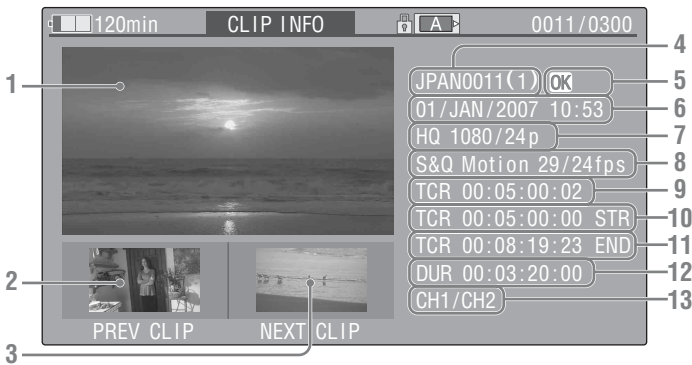 120min CLIP INFO A 0011/0300
4
1 JPAN0011(1) OK 5
01/JAN/2007 10:53 6
HQ 1080/24p 7
S&Q Motion 29/24fps 8
TCR 00:05:00:02 9
TCR 00:05:00:00 STR 10
TCR 00:08:19:23 END 11
2 DUR 00:03:20:00 12
CH1/CH2 13
PREV CLIP NEXT CLIP
3